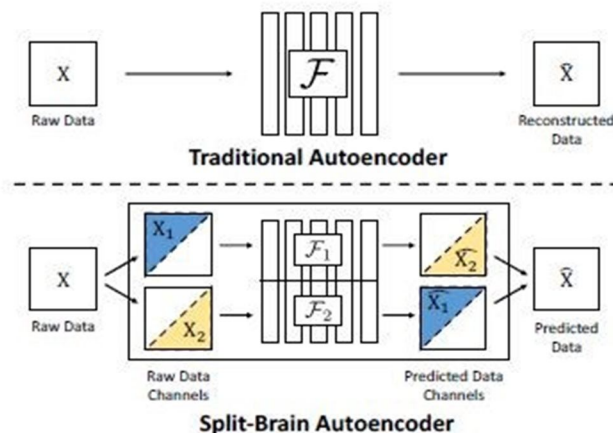 X
Raw Data
ℱ
X̂
Reconstructed
Data
Traditional Autoencoder
X
Raw Data
X₁
ℱ₁
X̂₂
X₂
ℱ₂
X̂₁
X̂
Predicted
Data
Raw Data
Channels
Predicted Data
Channels
Split-Brain Autoencoder